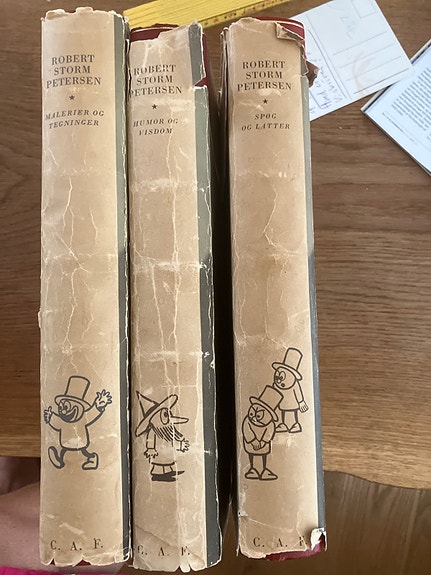 ROBERT
STORM
PETERSEN
MALERIER OG
TEGNINGER
C. A. F.
ROBERT
STORM
PETERSEN
HUMOR OG
VISDOM
C. A. F.
ROBERT
STORM
PETERSEN
SPØG
OG LATTER
C. A. F